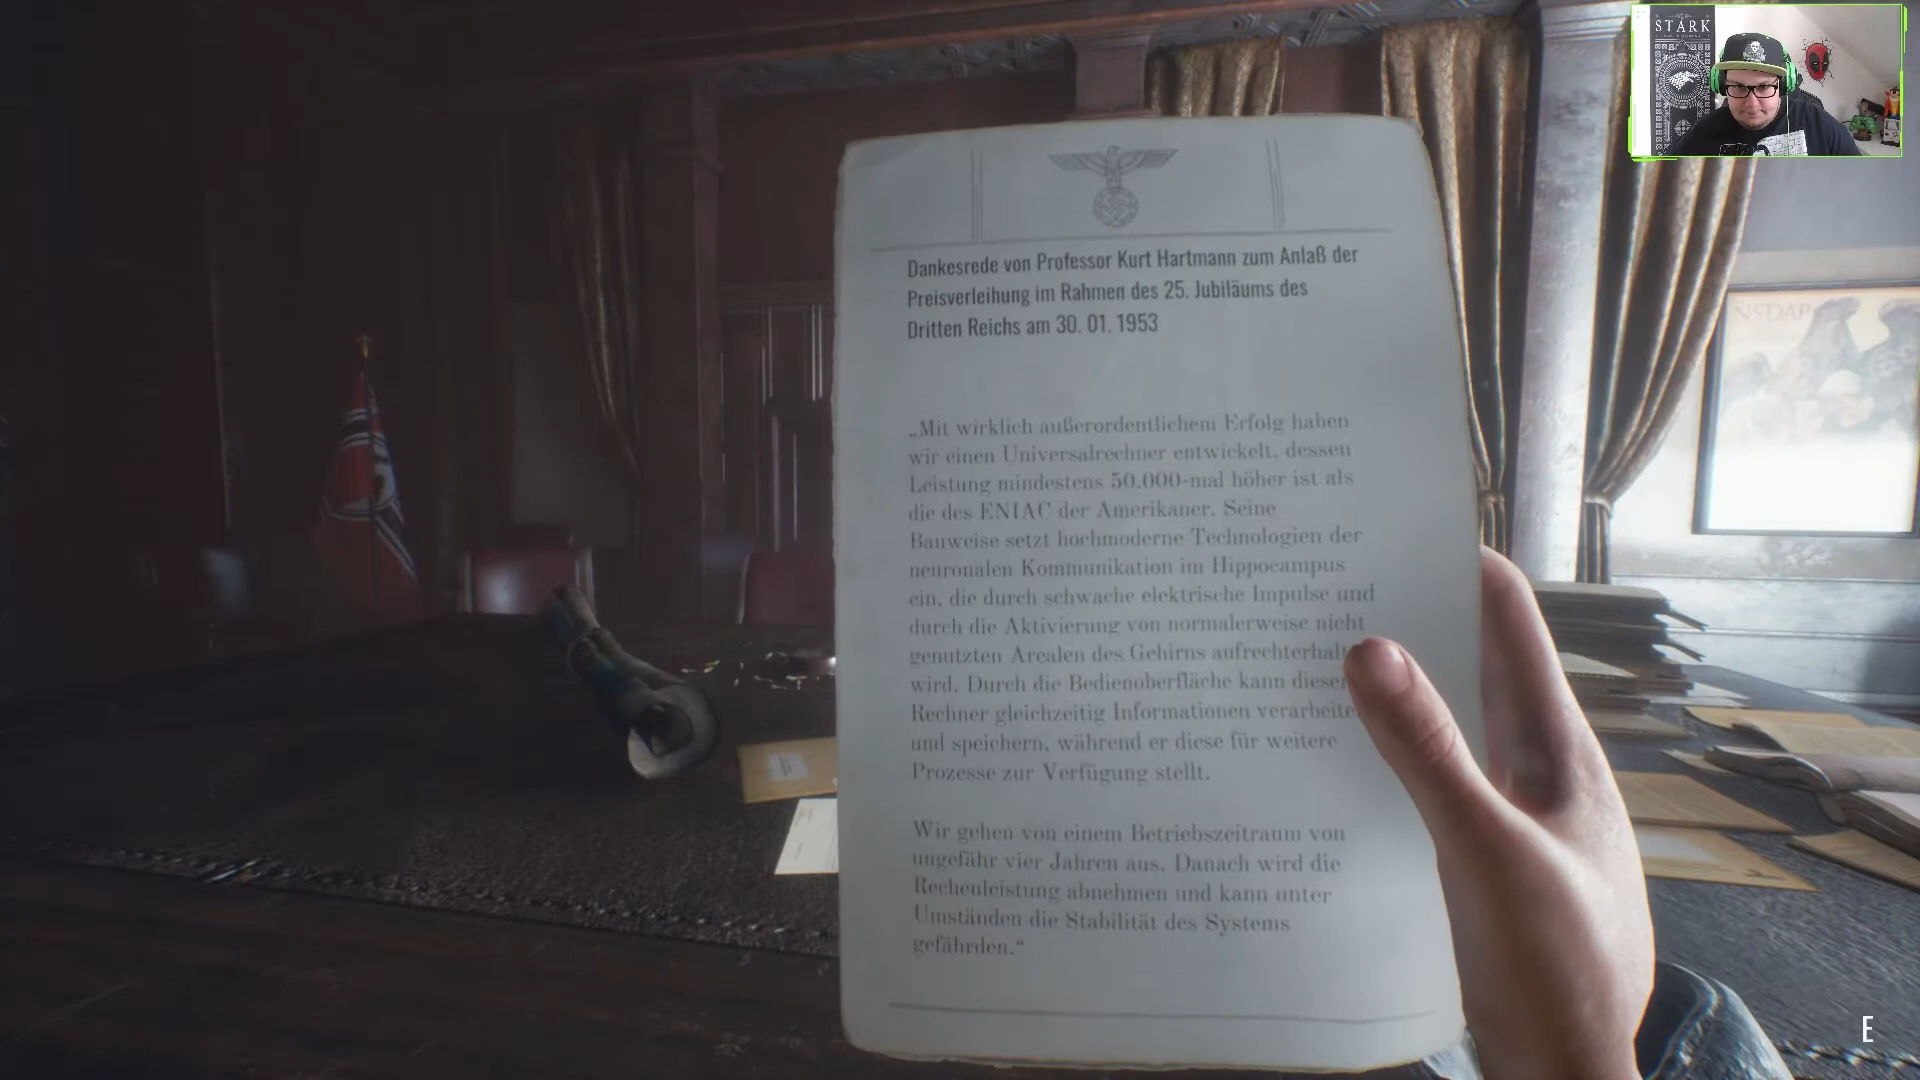 STARK
Dankesrede von Professor Kurt Hartmann zum Anlaß der
Preisverleihung im Rahmen des 25. Jubiläums des
Dritten Reichs am 30. 01. 1953
„Mit wirklich außerordentlichem Erfolg haben
wir einen Universalrechner entwickelt, dessen
Leistung mindestens 50.000-mal höher ist als
die des ENIAC der Amerikaner. Seine
Bauweise setzt hochmoderne Technologien der
neuronalen Kommunikation im Hippocampus
ein, die durch schwache elektrische Impulse und
durch die Aktivierung von normalerweise nicht
genutzten Arealen des Gehirns aufrechterhalt
wird. Durch die Bedienoberfläche kann dieser
Rechner gleichzeitig Informationen verarbeite
und speichern, während er diese für weitere
Prozesse zur Verfügung stellt.
Wir gehen von einem Betriebszeitraum von
ungefähr vier Jahren aus. Danach wird die
Rechenleistung abnehmen und kann unter
Umständen die Stabilität des Systems
gefährden.“
NSDAP
E